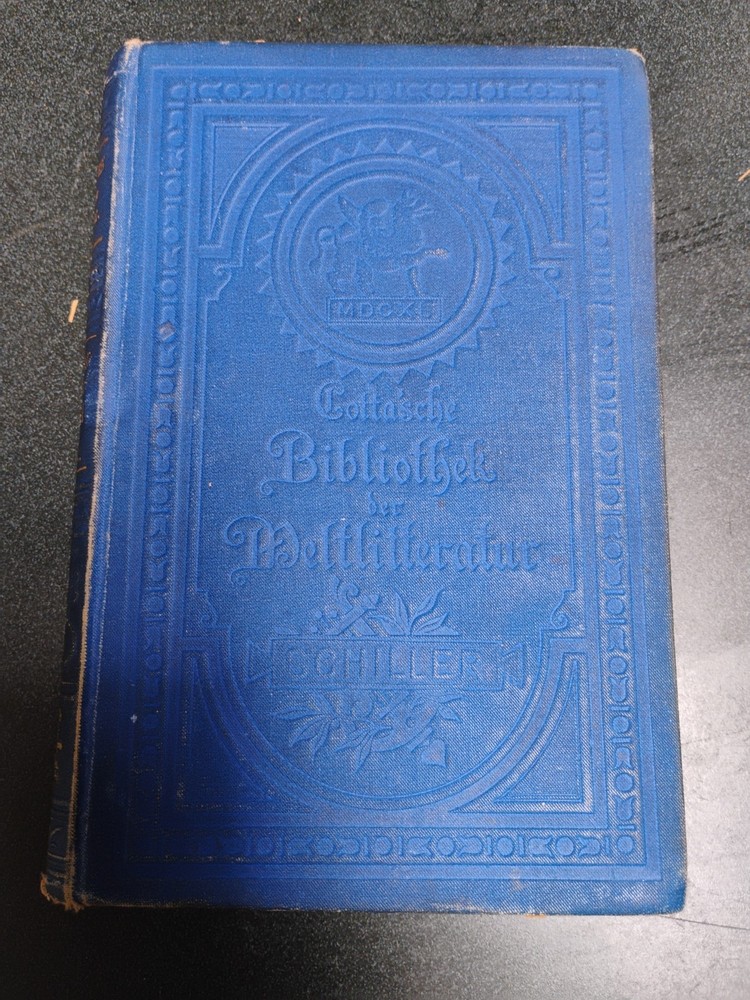 MDCXL
Cotta'sche
Bibliothek
der
Weltlitteratur
SCHILLER